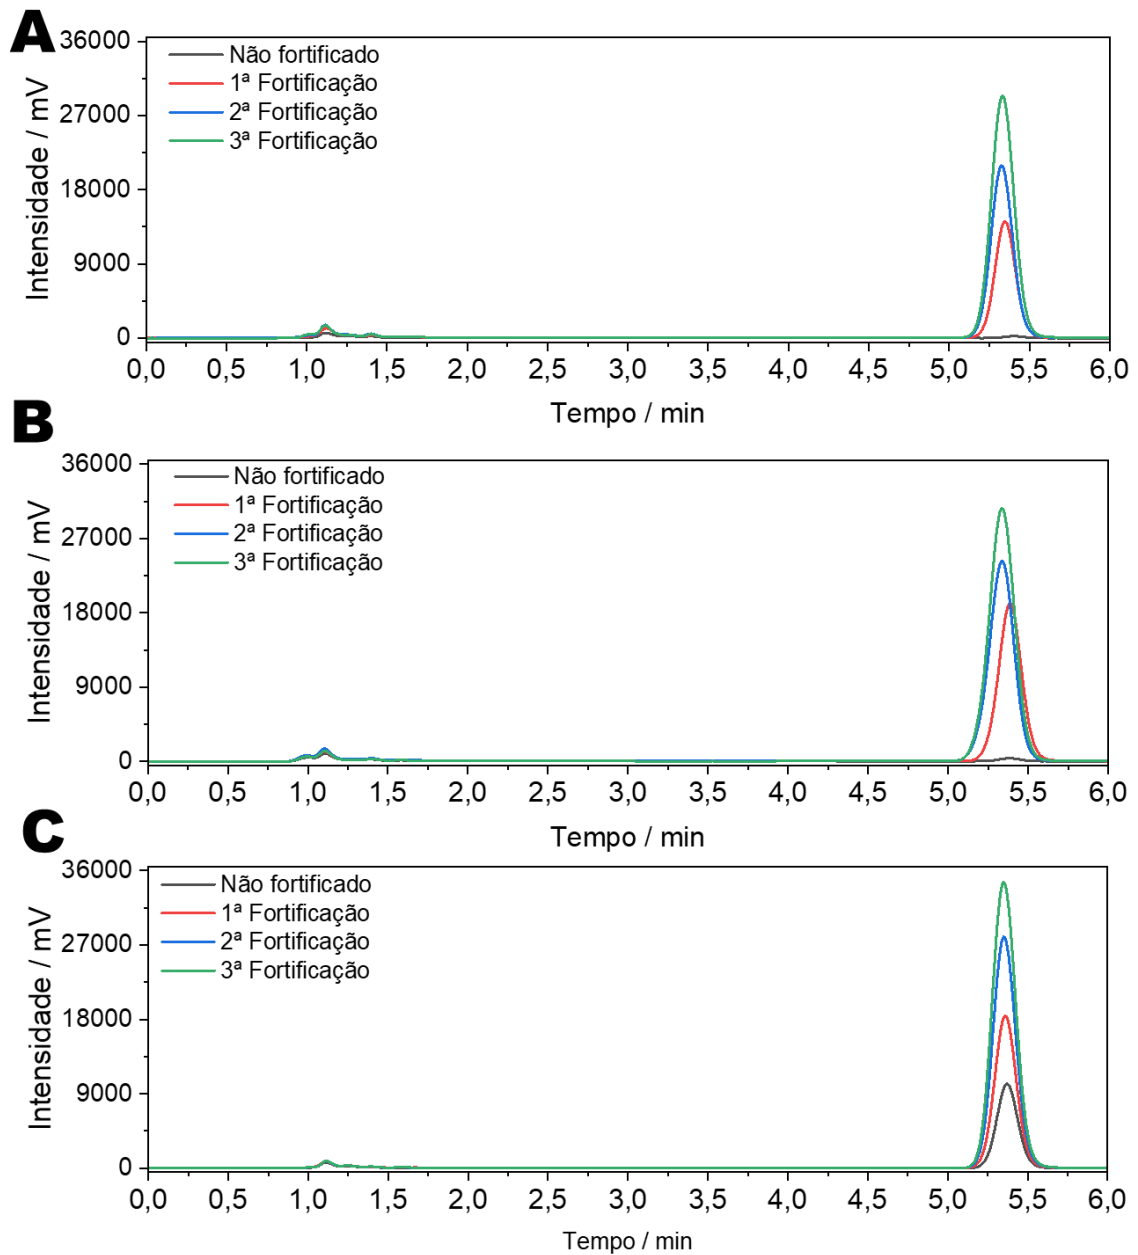 A
36000
27000
18000
9000
0
Intensidade / mV
Não fortificado
1ª Fortificação
2ª Fortificação
3ª Fortificação
0,0 0,5 1,0 1,5 2,0 2,5 3,0 3,5 4,0 4,5 5,0 5,5 6,0
Tempo / min
B
36000
27000
18000
9000
0
Intensidade / mV
Não fortificado
1ª Fortificação
2ª Fortificação
3ª Fortificação
0,0 0,5 1,0 1,5 2,0 2,5 3,0 3,5 4,0 4,5 5,0 5,5 6,0
Tempo / min
C
36000
27000
18000
9000
0
Intensidade / mV
Não fortificado
1ª Fortificação
2ª Fortificação
3ª Fortificação
0,0 0,5 1,0 1,5 2,0 2,5 3,0 3,5 4,0 4,5 5,0 5,5 6,0
Tempo / min